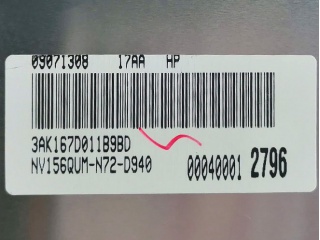 09071308 17AA HP
3AK167D011B9BD
NV156QUM-N72-D940 00040001 2796